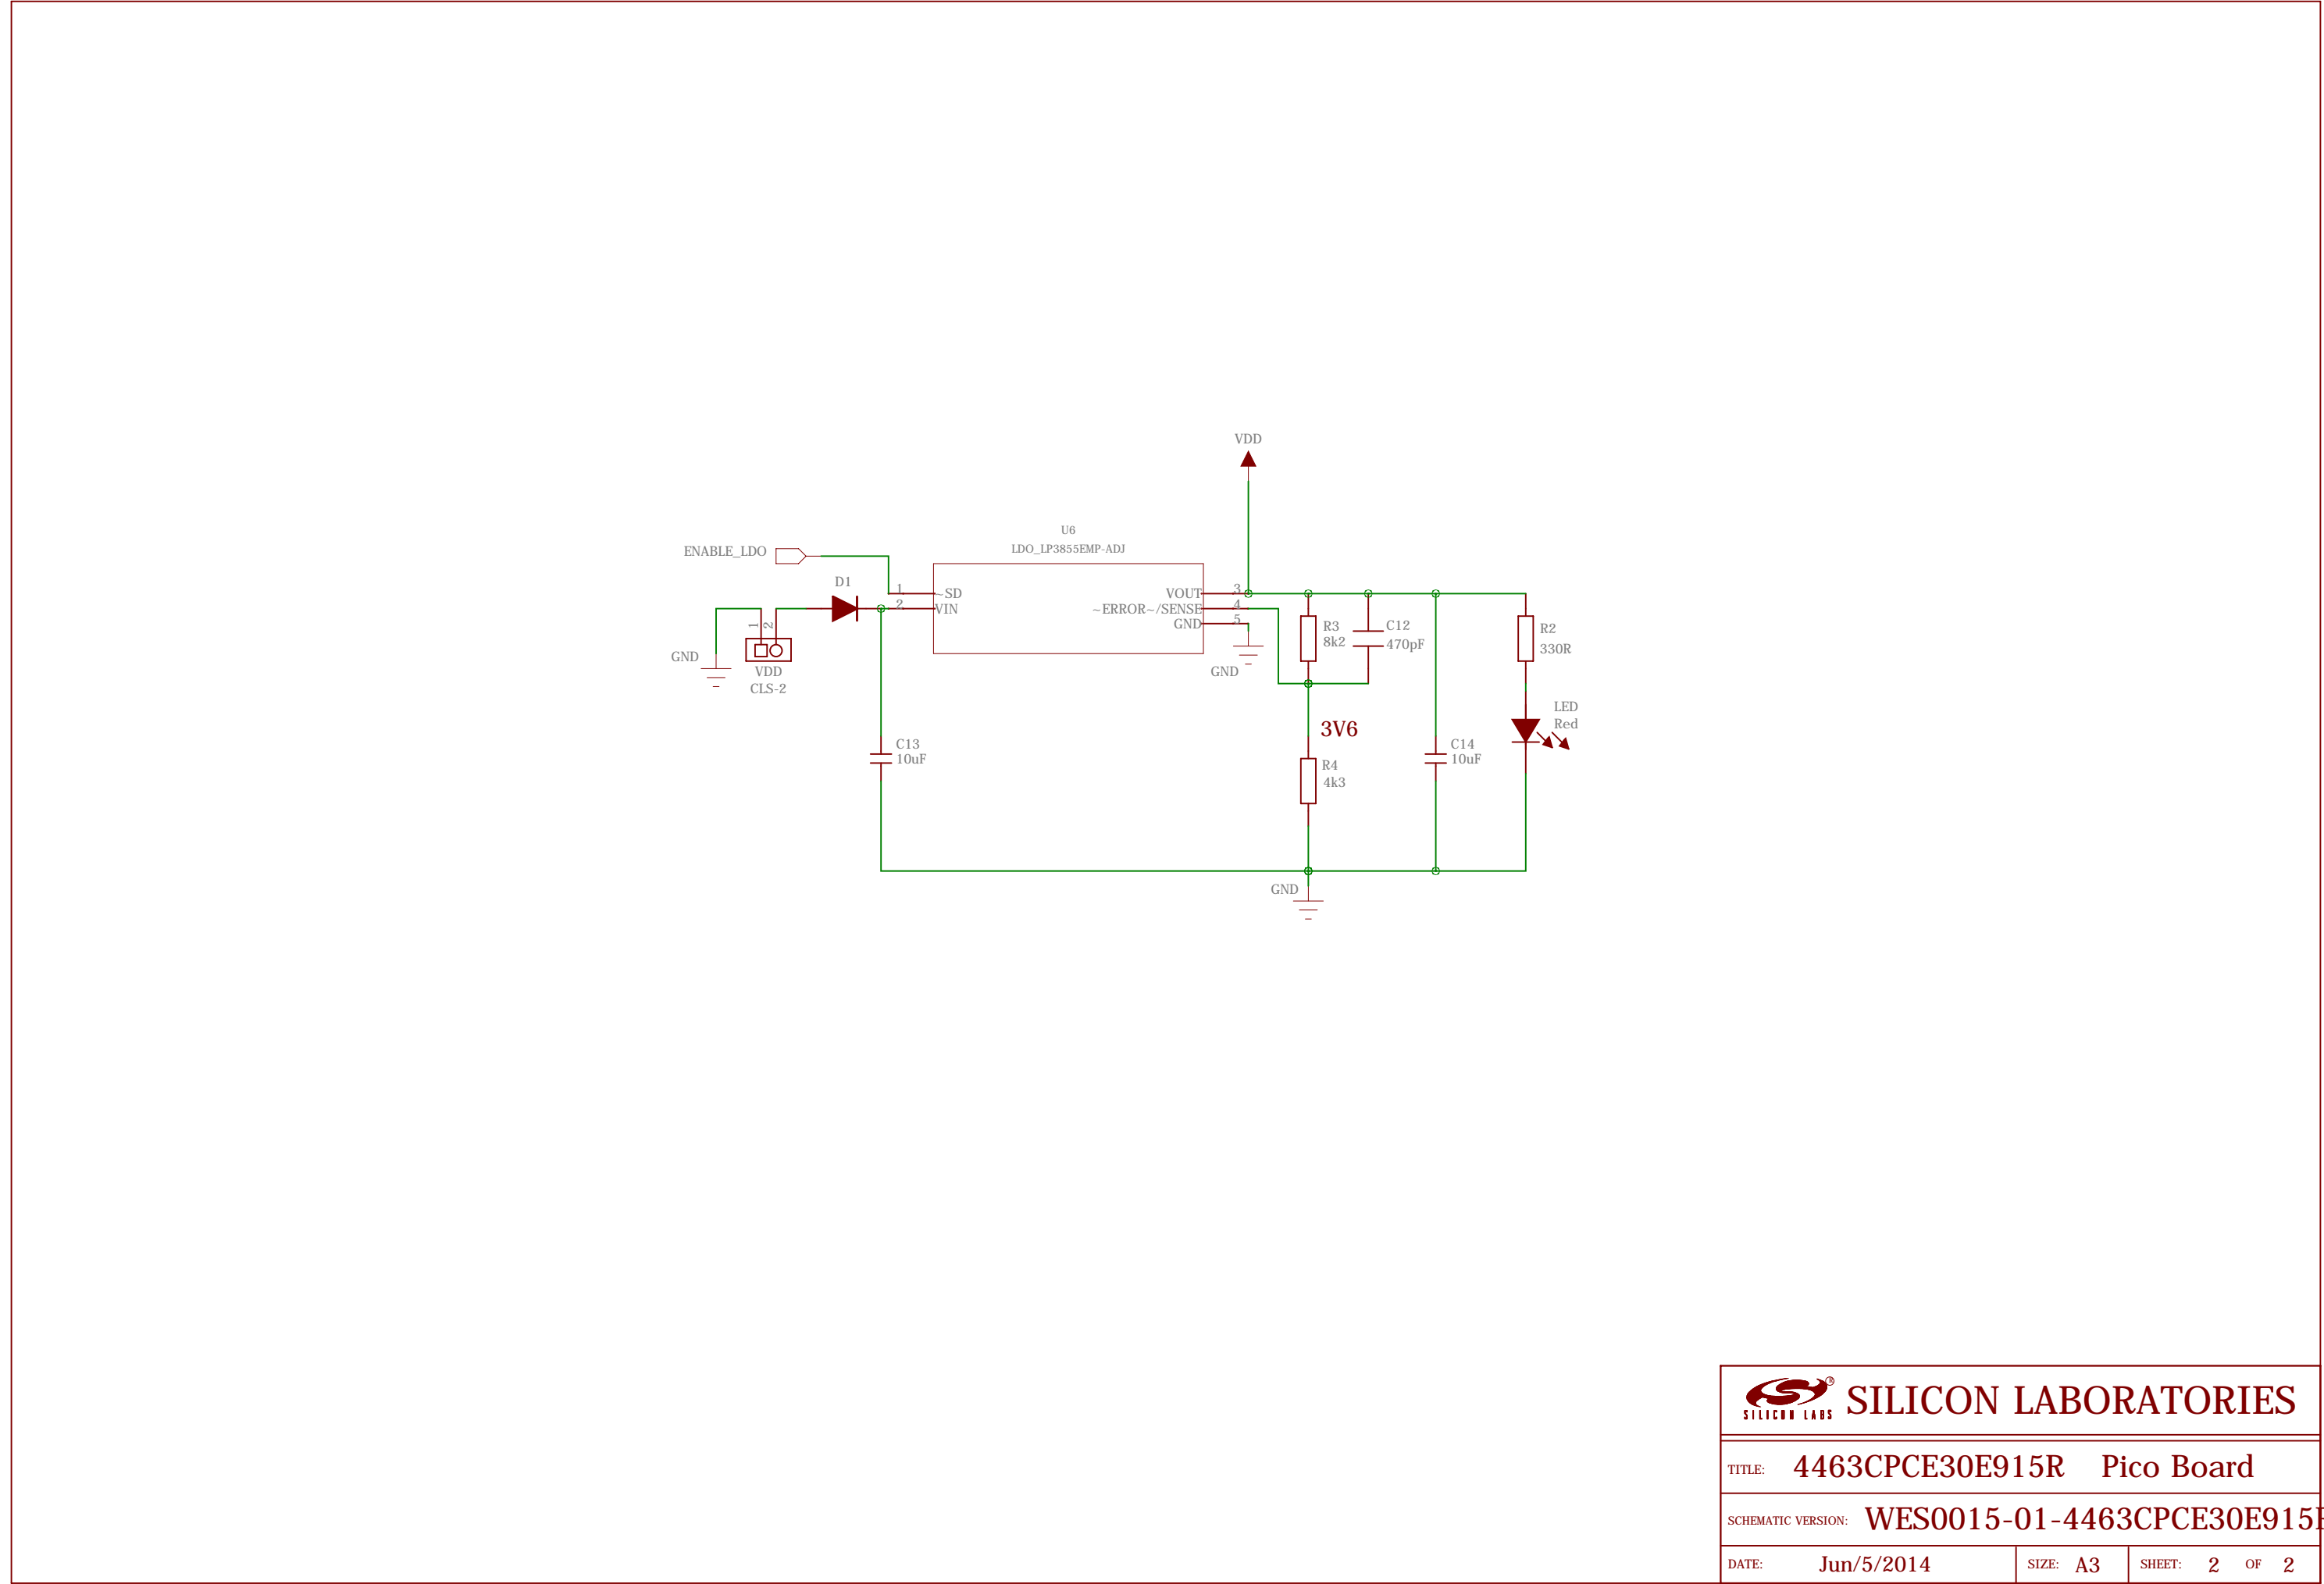 VDD
U6
LDO_LP3855EMP-ADJ
ENABLE_LDO
D1
1
~SD
2
VIN
VOUT
3
~ERROR~/SENSE
4
GND
5
1
2
GND
VDD
CLS-2
GND
R3
8k2
C12
470pF
R2
330R
LED
Red
3V6
C13
10uF
R4
4k3
C14
10uF
GND
SILICON LABS
®
SILICON LABORATORIES
TITLE: 4463CPCE30E915R Pico Board
SCHEMATIC VERSION: WES0015-01-4463CPCE30E915
DATE: Jun/5/2014 SIZE: A3 SHEET: 2 OF 2